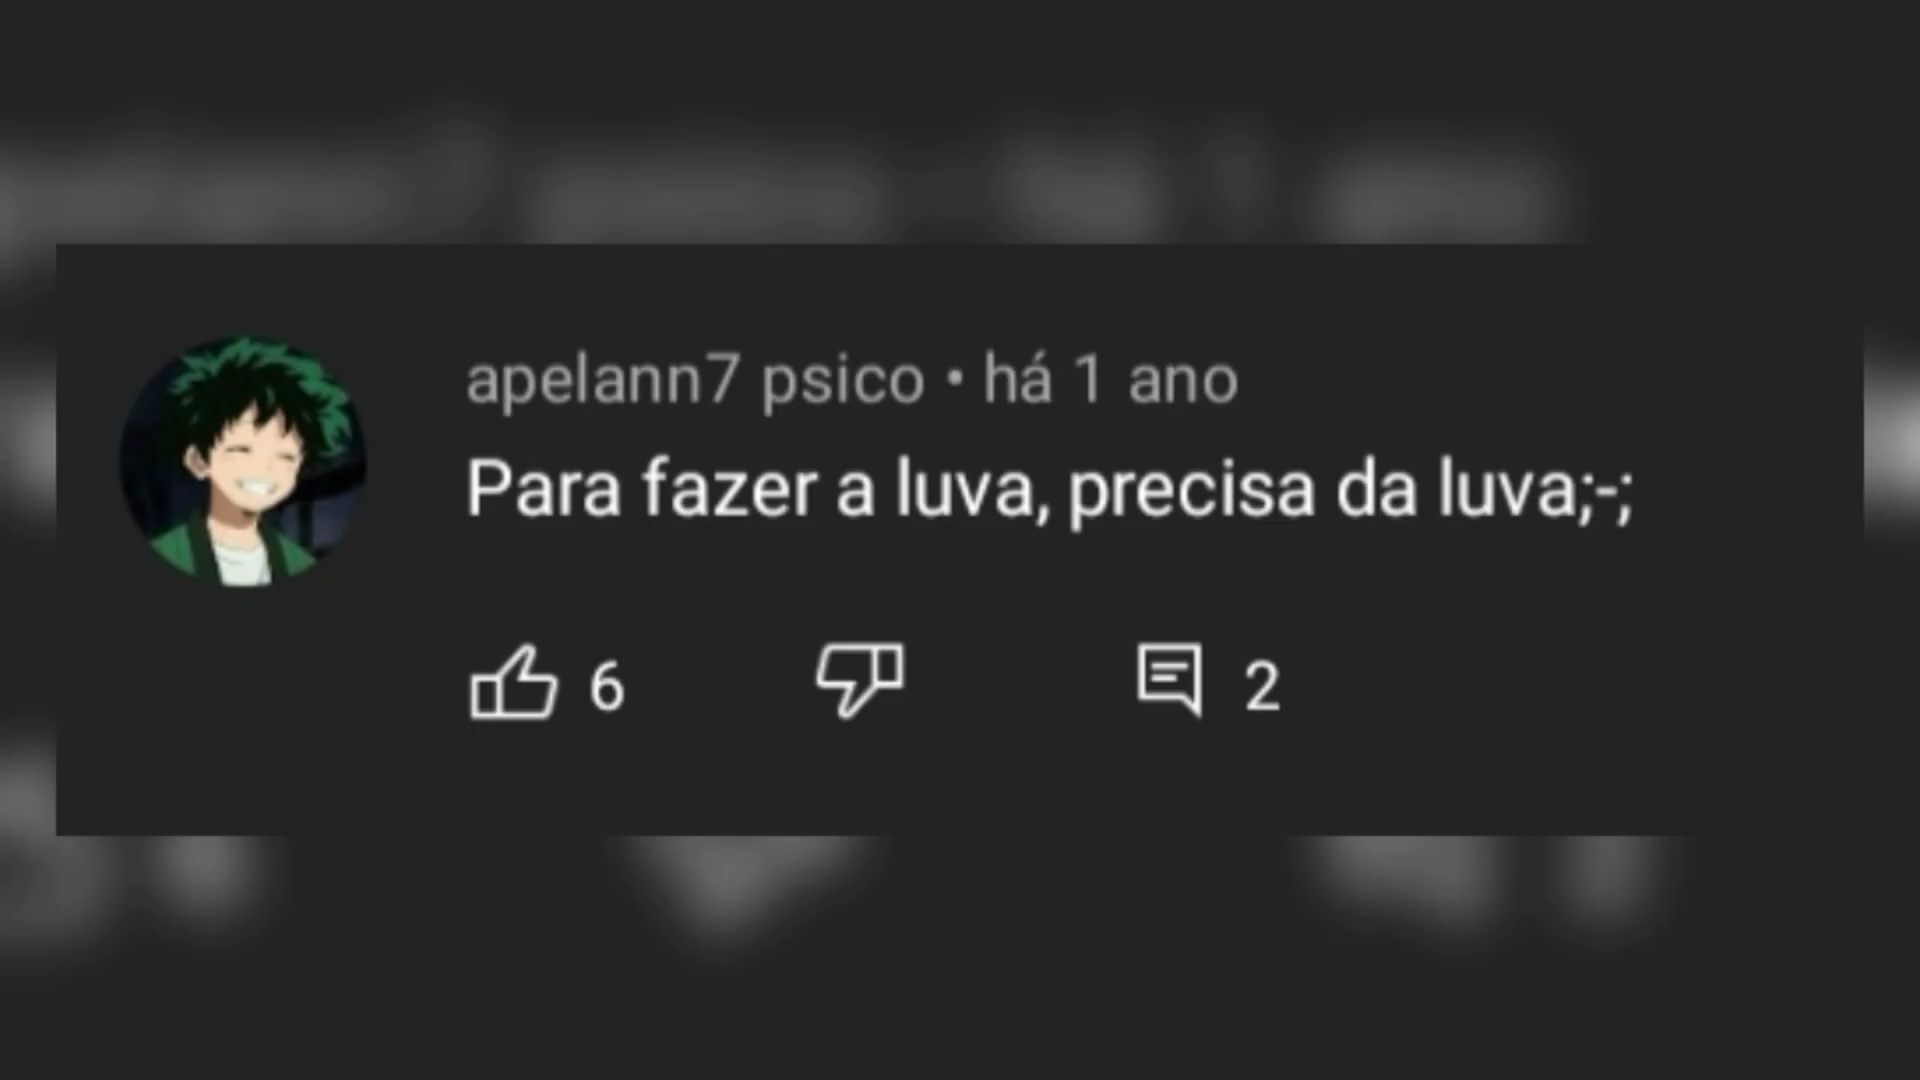 apelann7 psico • há 1 ano
Para fazer a luva, precisa da luva;-;
6
2